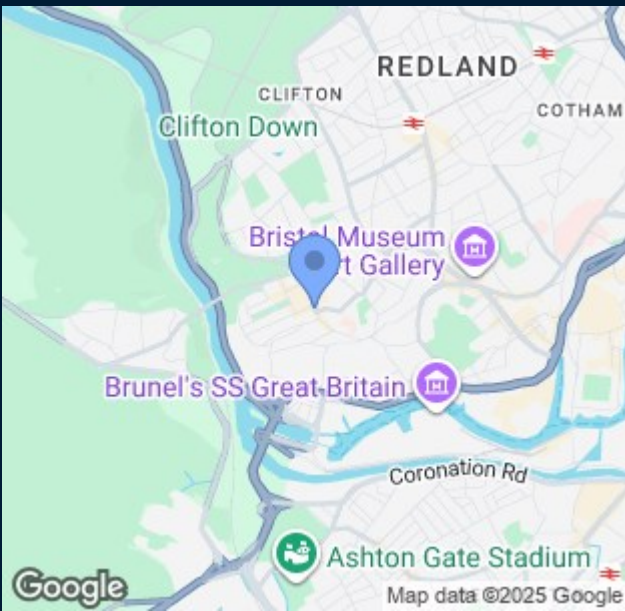 REDLAND
CLIFTON
COTHAM
Clifton Down
Bristol Museum
Art Gallery
Brunel's SS Great Britain
Coronation Rd
Ashton Gate Stadium
Google
Map data ©2025 Google